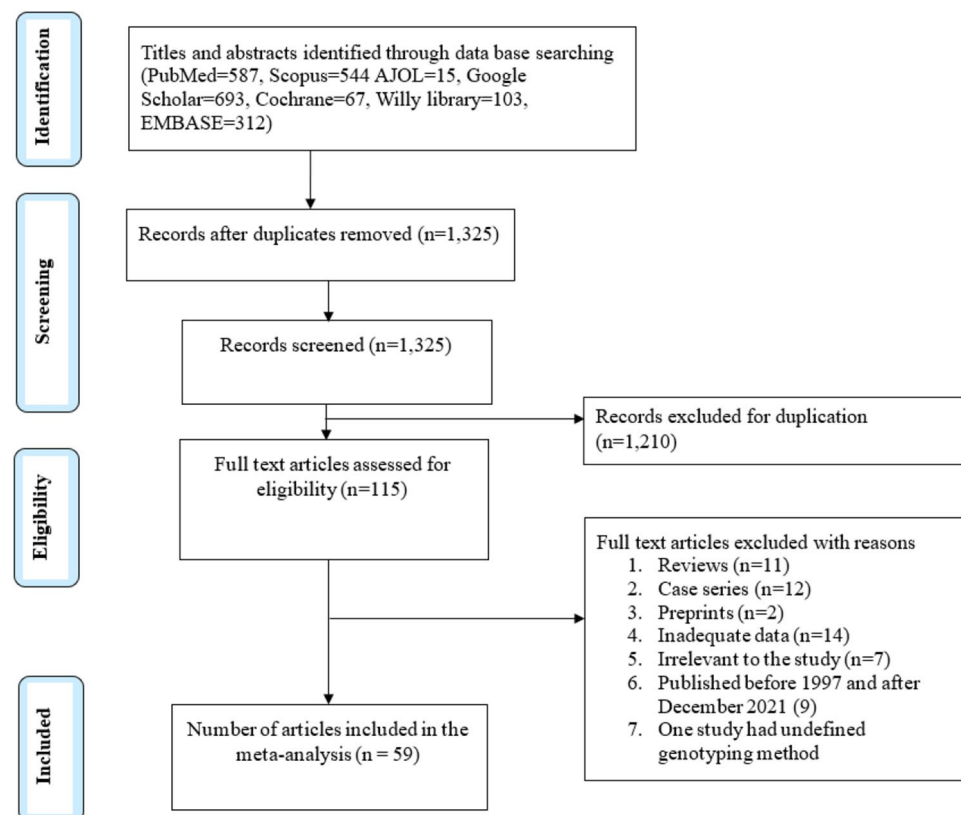 Identification
Titles and abstracts identified through data base searching
(PubMed=587, Scopus=544 AJOL=15, Google
Scholar=693, Cochrane=67, Willy library=103,
EMBASE=312)
Screening
Records after duplicates removed (n=1,325)
Records screened (n=1,325)
Records excluded for duplication
(n=1,210)
Eligibility
Full text articles assessed for
eligibility (n=115)
Full text articles excluded with reasons
1. Reviews (n=11)
2. Case series (n=12)
3. Preprints (n=2)
4. Inadequate data (n=14)
5. Irrelevant to the study (n=7)
6. Published before 1997 and after
December 2021 (9)
7. One study had undefined
genotyping method
Included
Number of articles included in the
meta-analysis (n = 59)